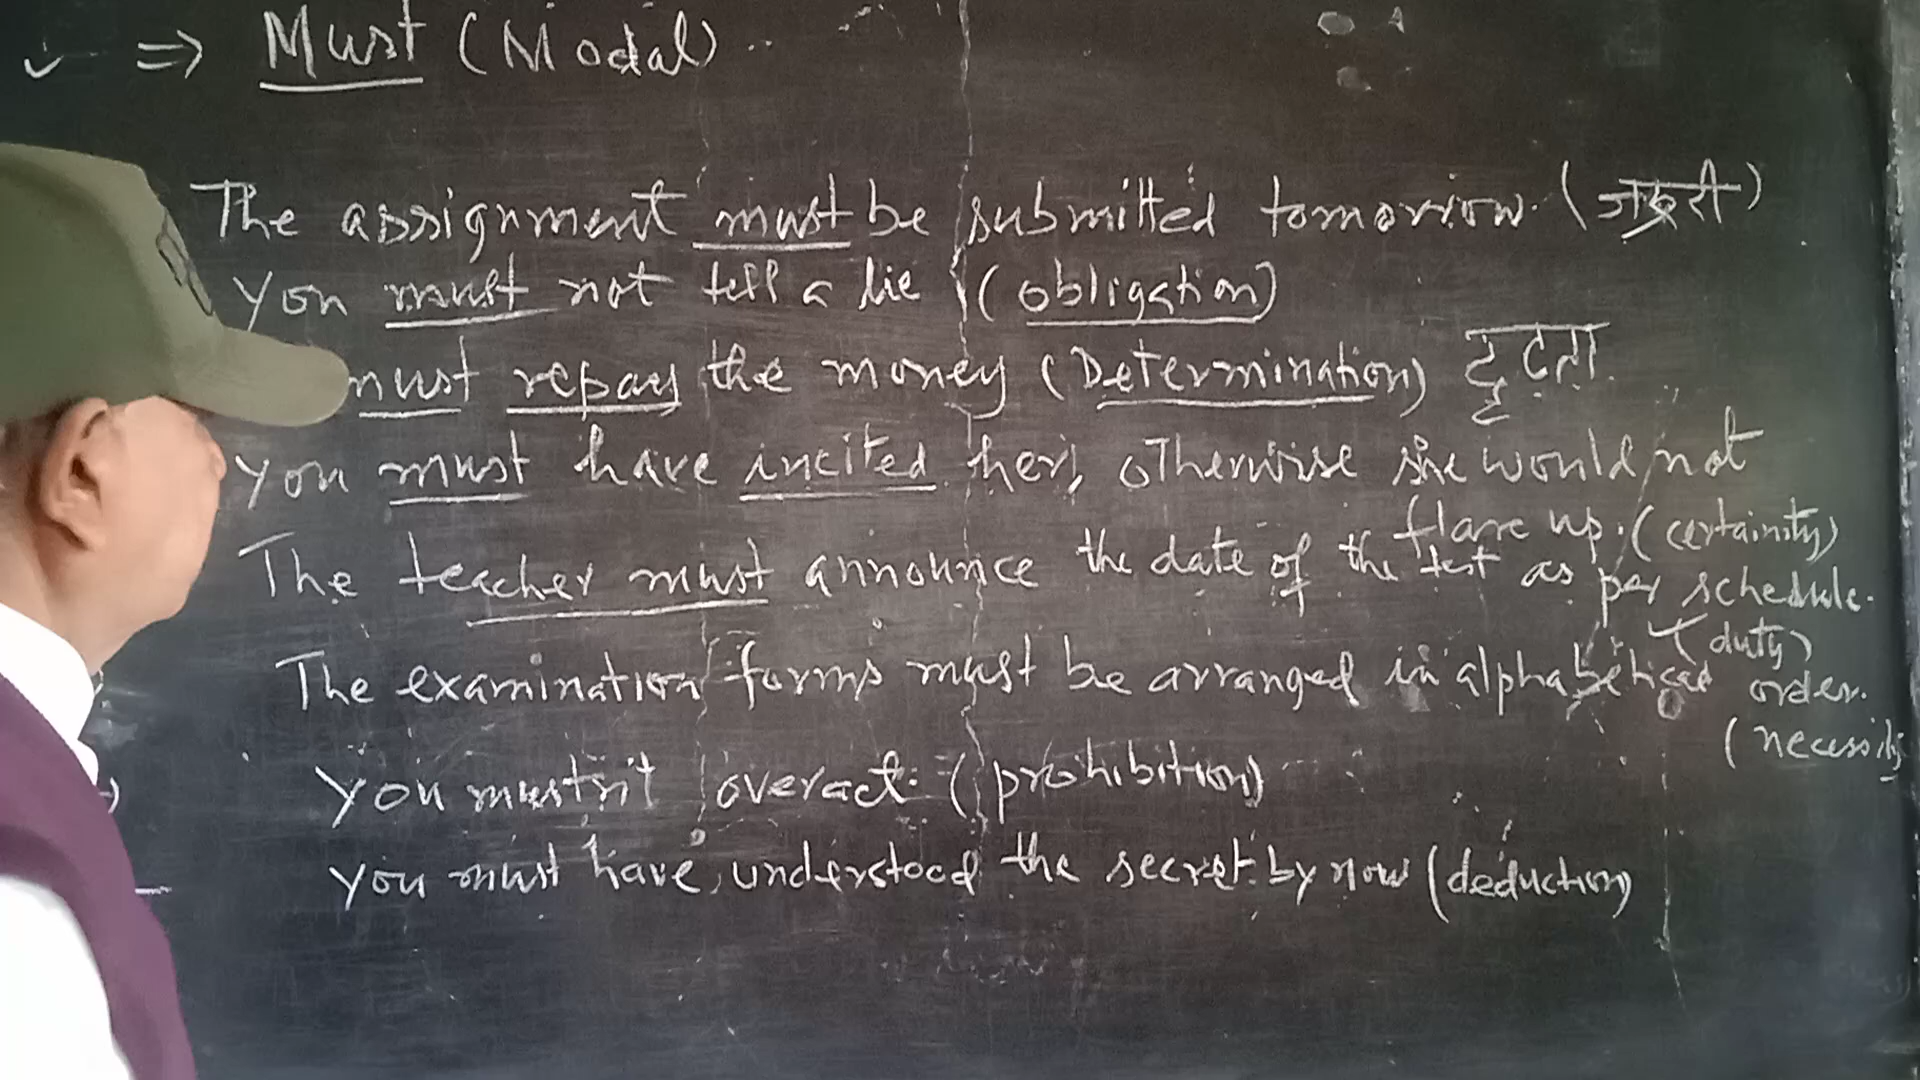 ✓ ⇒ Must (Modal)
The assignment must be submitted tomorrow. (जरूरी)
You must not tell a lie (obligation)
must repay the money (Determination) दृढ़ता
You must have incited her, otherwise she would not
flare up. (certainity)
The teacher must announce the date of the test as per schedule.
(duty)
The examination forms must be arranged in alphabetical order.
(necessity
You mustn't overact. (prohibition)
You must have understood the secret by now (deduction)